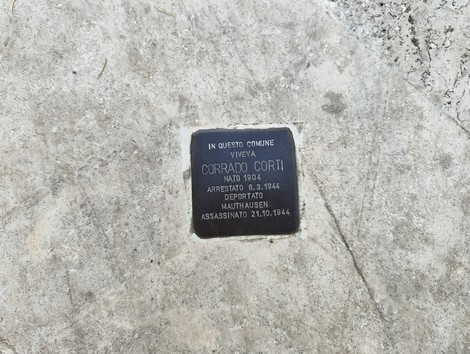 IN QUESTO COMUNE
VIVEVA
CORRADO CORTI
NATO 1904
ARRESTATO 8.3.1944
DEPORTATO
MAUTHAUSEN
ASSASSINATO 21.10.1944